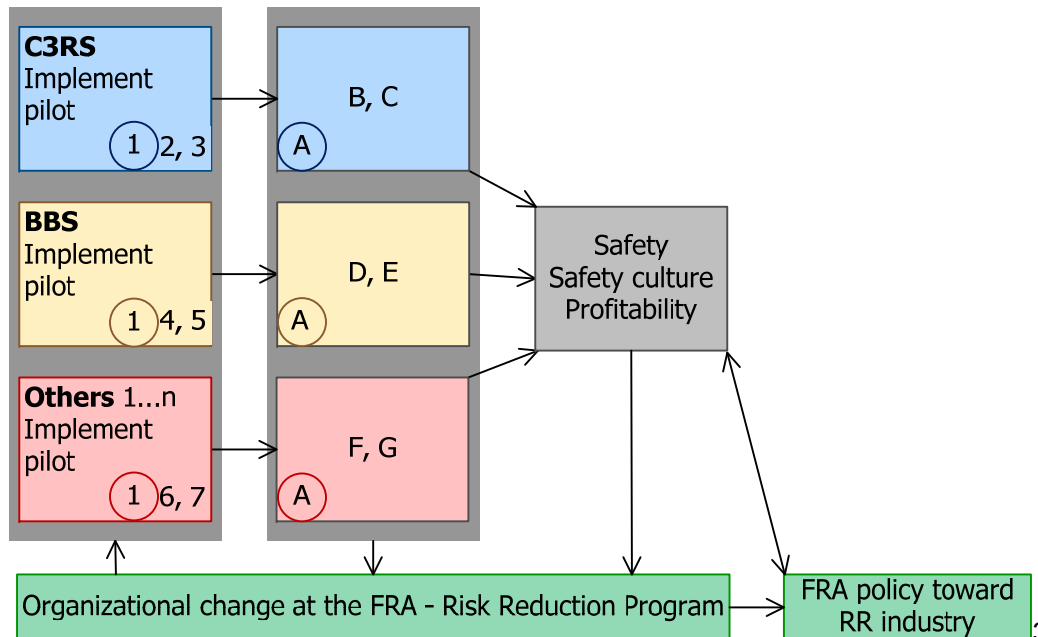 C3RS
Implement
pilot
1 2, 3
B, C
A
BBS
Implement
pilot
1 4, 5
D, E
A
Others 1...n
Implement
pilot
1 6, 7
F, G
A
Safety
Safety culture
Profitability
Organizational change at the FRA - Risk Reduction Program
FRA policy toward
RR industry